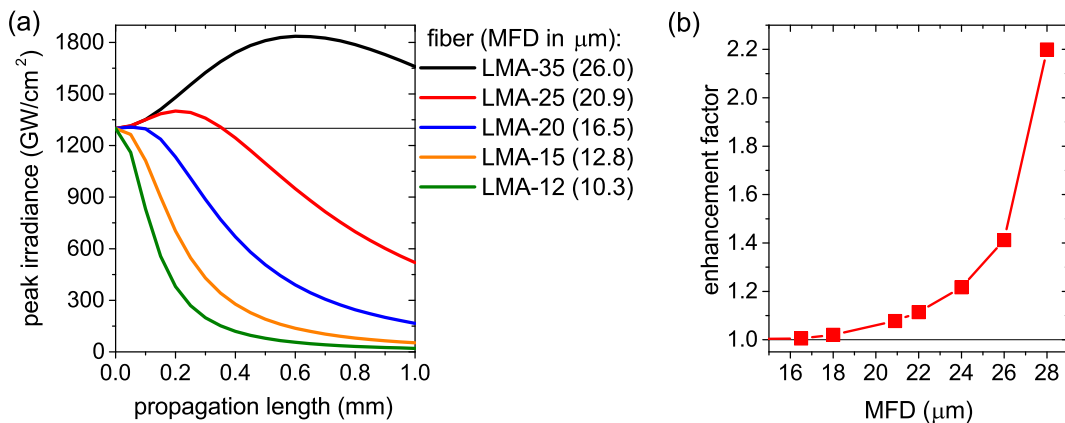 (a)
1800
1500
1200
900
600
300
0
peak irradiance (GW/cm²)
0.0 0.2 0.4 0.6 0.8 1.0
propagation length (mm)
fiber (MFD in μm):
LMA-35 (26.0)
LMA-25 (20.9)
LMA-20 (16.5)
LMA-15 (12.8)
LMA-12 (10.3)
(b)
2.2
2.0
1.8
1.6
1.4
1.2
1.0
enhancement factor
16 18 20 22 24 26 28
MFD (μm)